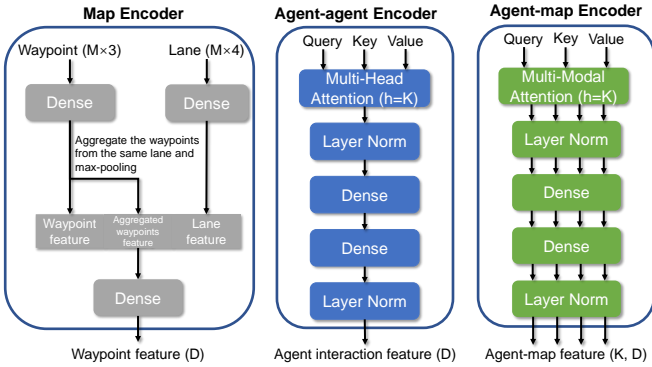 Map Encoder
Waypoint (M×3)
Lane (M×4)
Dense
Dense
Aggregate the waypoints
from the same lane and
max-pooling
Waypoint
feature
Aggregated
waypoints feature
Lane
feature
Dense
Waypoint feature (D)
Agent-agent Encoder
Query Key Value
Multi-Head
Attention (h=K)
Layer Norm
Dense
Dense
Layer Norm
Agent interaction feature (D)
Agent-map Encoder
Query Key Value
Multi-Modal
Attention (h=K)
Layer Norm
Dense
Dense
Layer Norm
Agent-map feature (K, D)